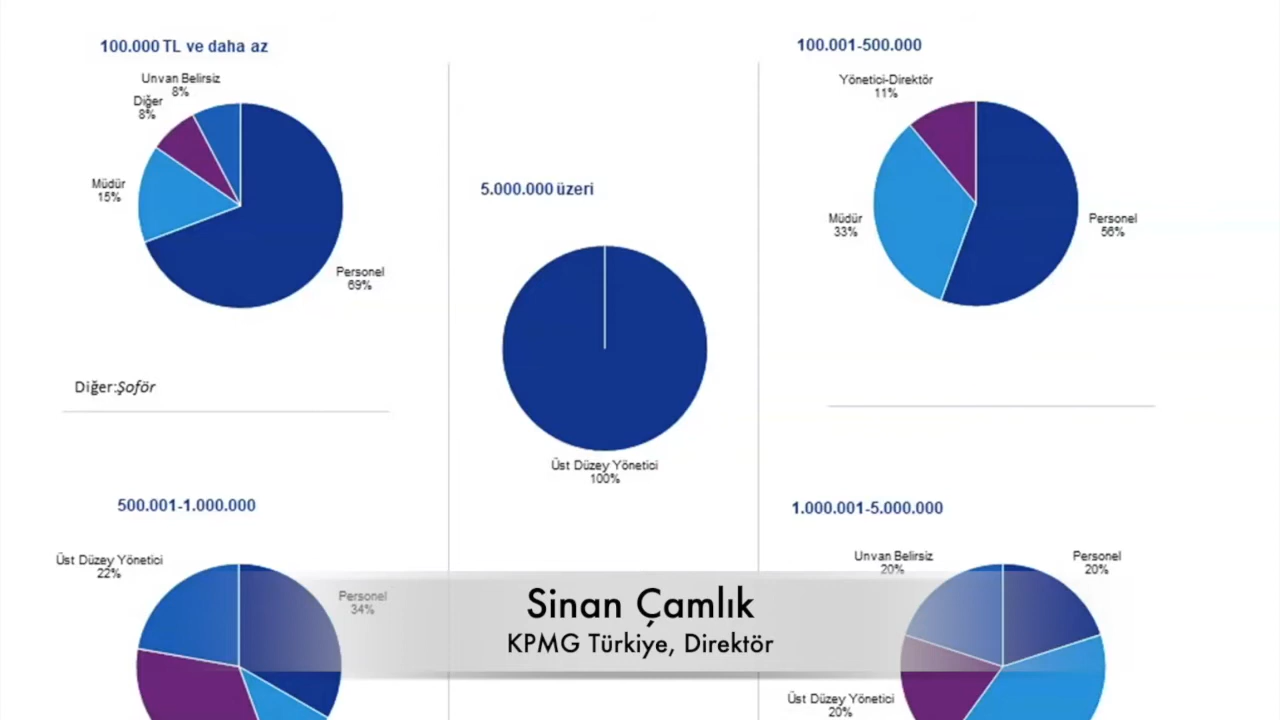 100.000 TL ve daha az
Unvan Belirsiz
8%
Diğer
8%
Müdür
15%
Personel
69%
Diğer:Şoför
5.000.000 üzeri
Üst Düzey Yönetici
100%
100.001-500.000
Yönetici-Direktör
11%
Müdür
33%
Personel
56%
500.001-1.000.000
Üst Düzey Yönetici
22%
Personel
34%
1.000.001-5.000.000
Unvan Belirsiz
20%
Personel
20%
Üst Düzey Yönetici
20%
Sinan Çamlık
KPMG Türkiye, Direktör